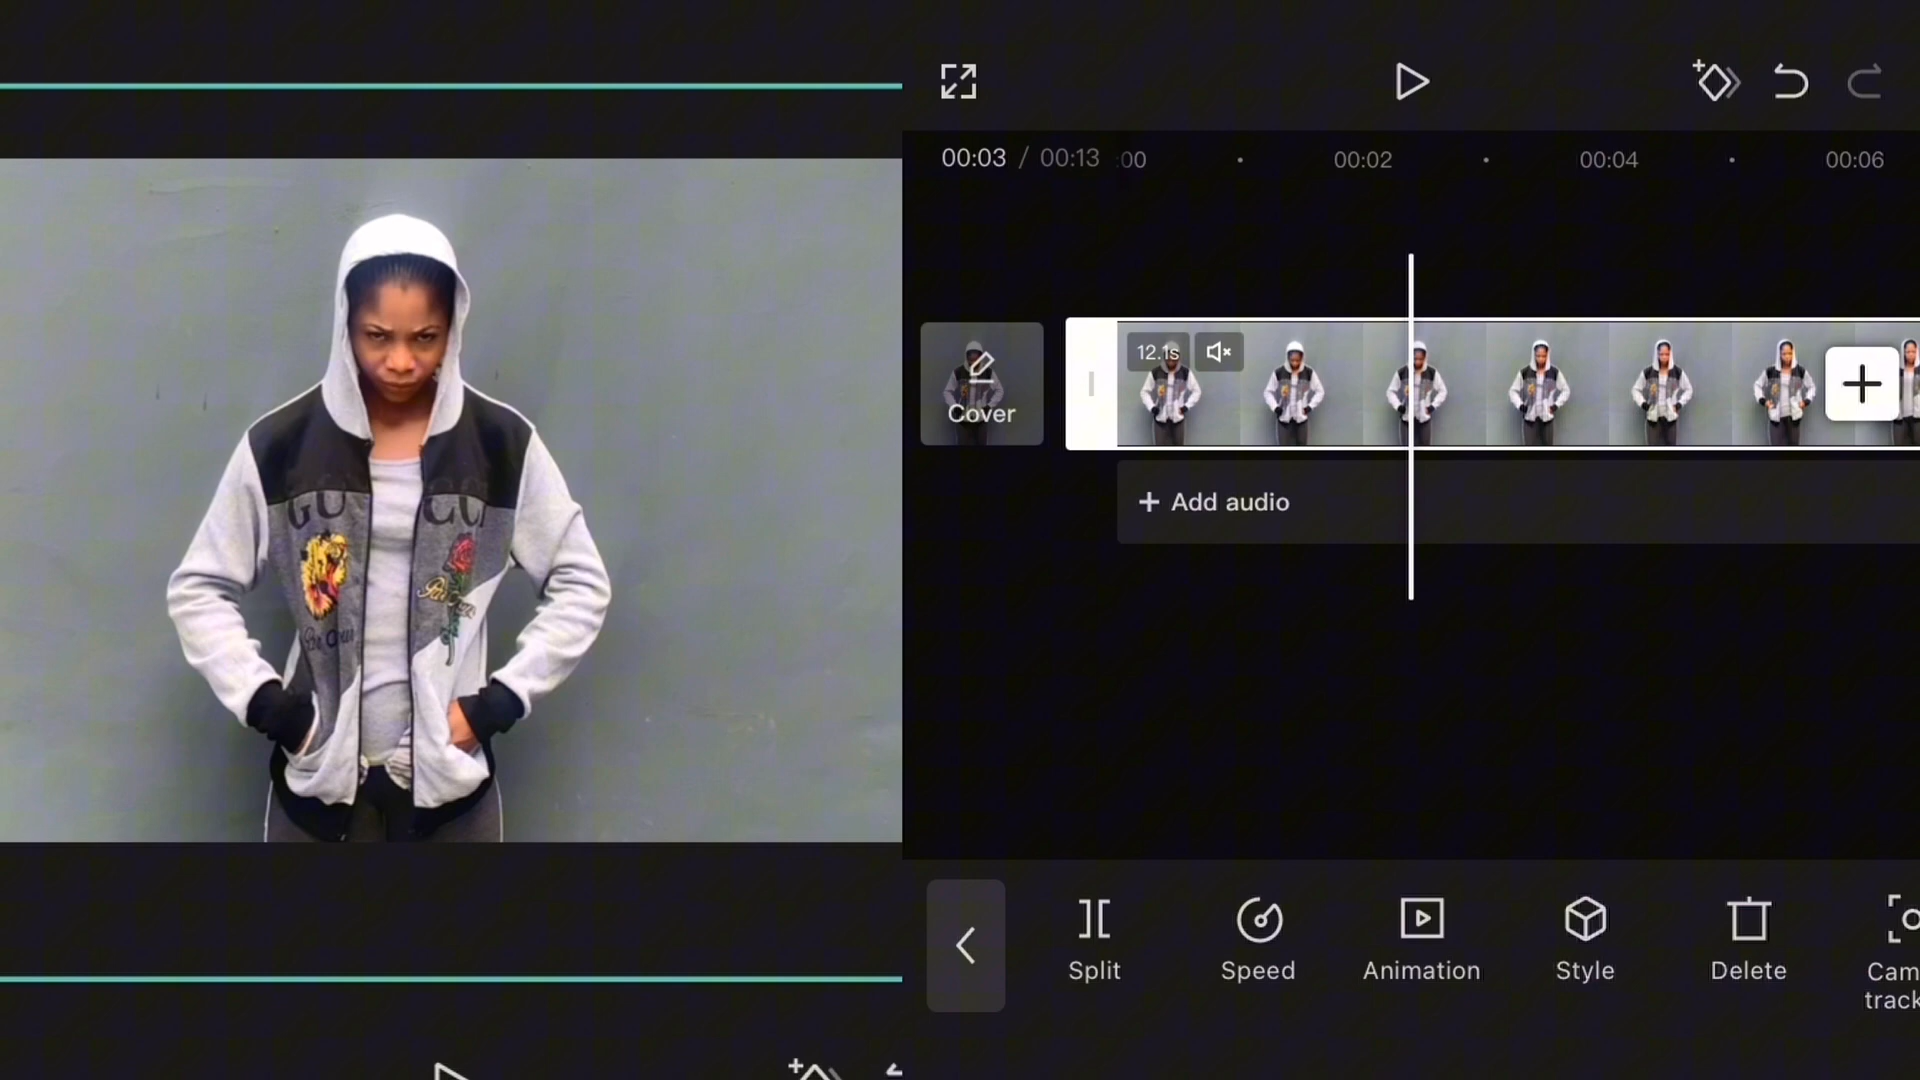 GUCCI
00:03 / 00:13 :00 00:02 00:04 00:06
12.1s
Cover
Add audio
Split
Speed
Animation
Style
Delete
Cam
track